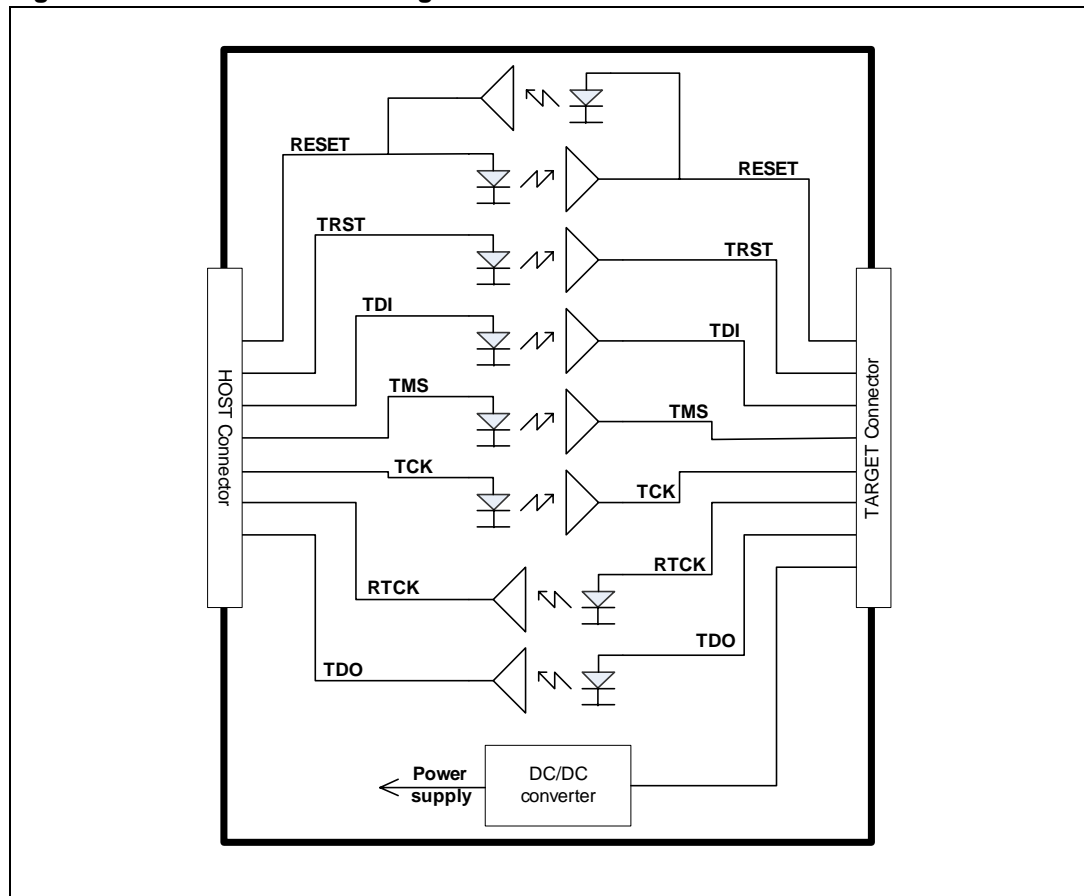 RESET
RESET
TRST
TRST
TDI
TDI
HOST Connector
TARGET Connector
TMS
TMS
TCK
TCK
RTCK
RTCK
TDO
TDO
Power
supply
DC/DC
converter